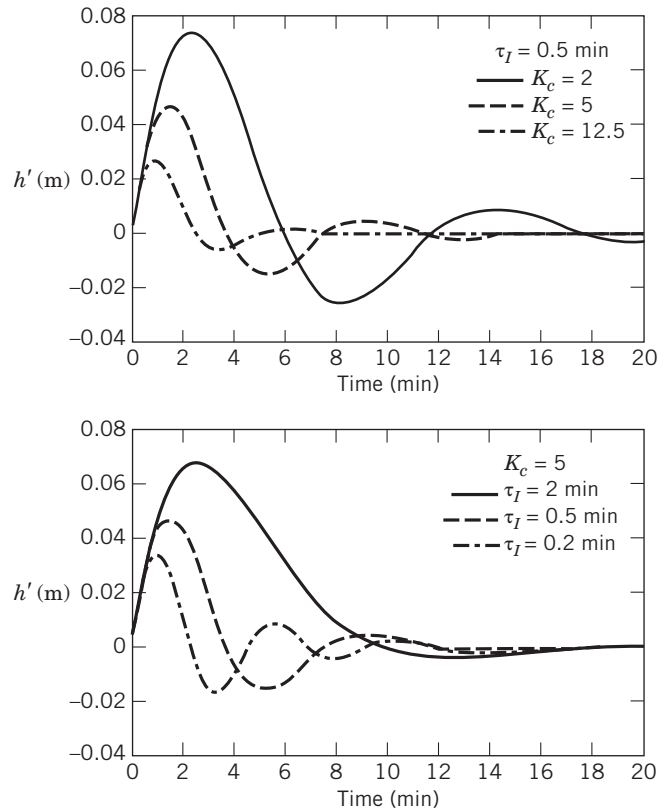 0.08
0.06
0.04
0.02
0
−0.02
−0.04
h′ (m)
τI = 0.5 min
Kc = 2
Kc = 5
Kc = 12.5
0 2 4 6 8 10 12 14 16 18 20
Time (min)
0.08
0.06
0.04
0.02
0
−0.02
−0.04
h′ (m)
Kc = 5
τI = 2 min
τI = 0.5 min
τI = 0.2 min
0 2 4 6 8 10 12 14 16 18 20
Time (min)